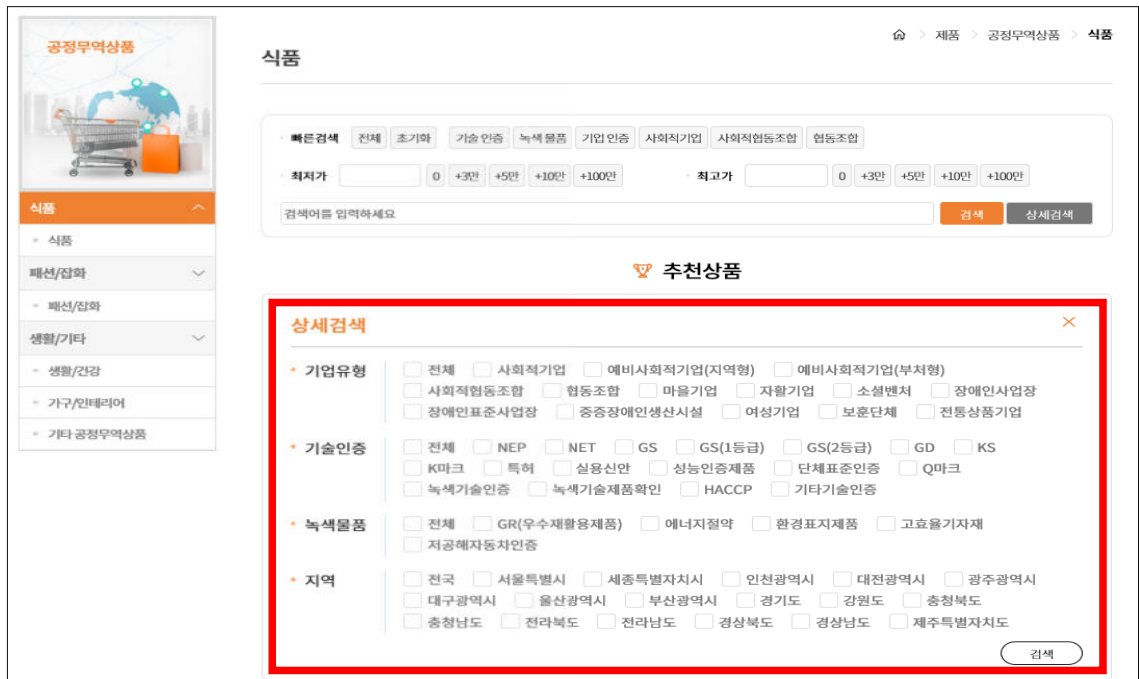 공정무역상품
제품 > 공정무역상품 > 식품
식품
빠른검색 전체 초기화 기술 인증 녹색 물품 기업 인증 사회적기업 사회적협동조합 협동조합
최저가 0 +3만 +5만 +10만 +100만 최고가 0 +3만 +5만 +10만 +100만
검색어를 입력하세요 검색 상세검색
식품
식품
패션/잡화
패션/잡화
생활/기타
생활/건강
가구/인테리어
기타 공정무역상품
추천상품
상세검색
기업유형 전체 사회적기업 예비사회적기업(지역형) 예비사회적기업(부처형)
사회적협동조합 협동조합 마을기업 자활기업 소셜벤처 장애인사업장
장애인표준사업장 중증장애인생산시설 여성기업 보훈단체 전통상품기업
기술인증 전체 NEP NET GS GS(1등급) GS(2등급) GD KS
K마크 특허 실용신안 성능인증제품 단체표준인증 Q마크
녹색기술인증 녹색기술제품확인 HACCP 기타기술인증
녹색물품 전체 GR(우수재활용제품) 에너지절약 환경표지제품 고효율기자재
저공해자동차인증
지역 전국 서울특별시 세종특별자치시 인천광역시 대전광역시 광주광역시
대구광역시 울산광역시 부산광역시 경기도 강원도 충청북도
충청남도 전라북도 전라남도 경상북도 경상남도 제주특별자치도
검색